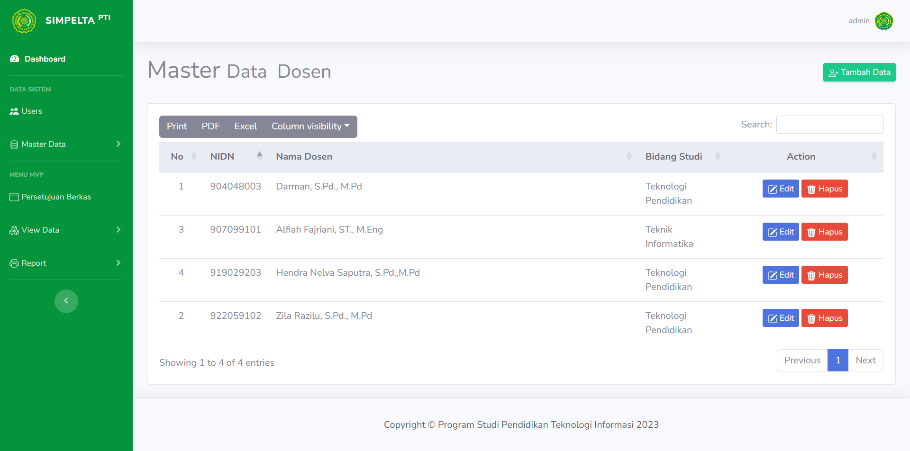 SIMPELTA PTI
admin
Dashboard
Master Data Dosen
Tambah Data
DATA SISTEM
Users
Master Data
MENU MVP
Persetujuan Berkas
View Data
Report
Print PDF Excel Column visibility
Search:
No NIDN Nama Dosen Bidang Studi Action
1 904048003 Darman, S.Pd., M.Pd Teknologi Pendidikan Edit Hapus
3 907099101 Alfiah Fajriani, ST., M.Eng Teknik Informatika Edit Hapus
4 919029203 Hendra Nelva Saputra, S.Pd.,M.Pd Teknologi Pendidikan Edit Hapus
2 922059102 Zila Razilu, S.Pd., M.Pd Teknologi Pendidikan Edit Hapus
Showing 1 to 4 of 4 entries
Previous 1 Next
Copyright © Program Studi Pendidikan Teknologi Informasi 2023